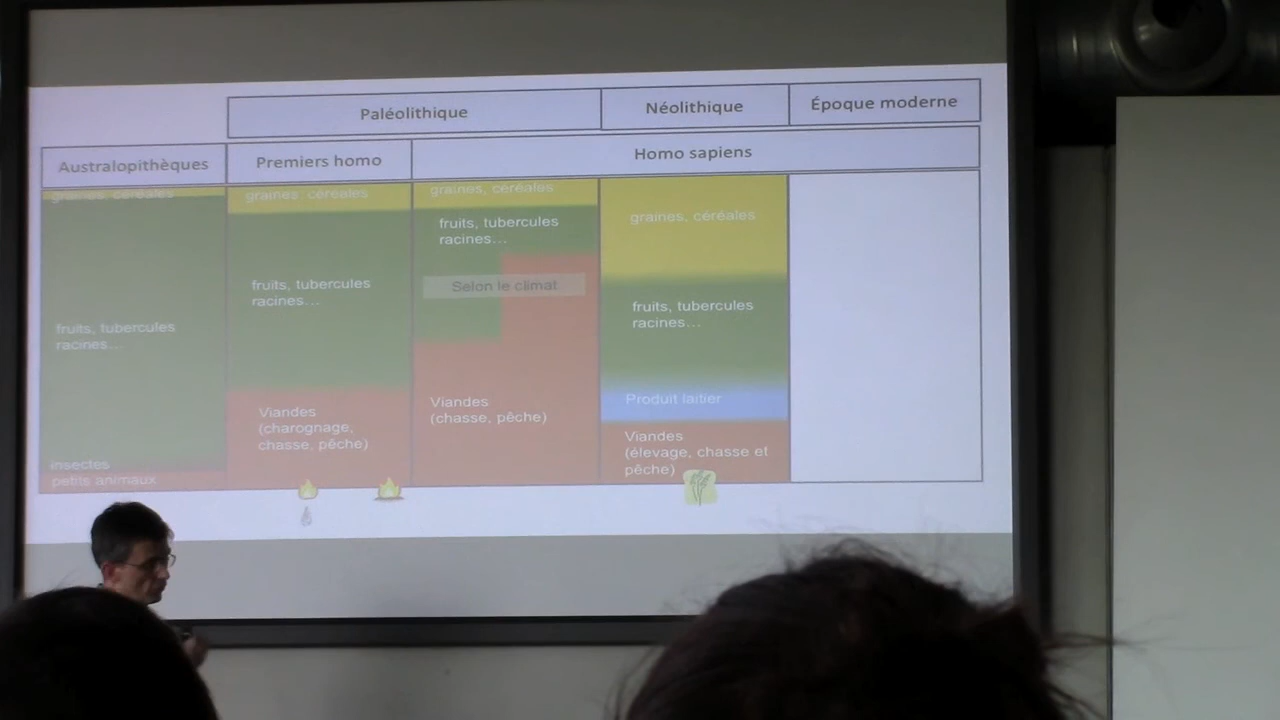 Paléolithique
Néolithique
Époque moderne
Australopithèques
Premiers homo
Homo sapiens
graines, céréales
fruits, tubercules
racines...
insectes
petits animaux
graines, céréales
fruits, tubercules
racines...
Viandes
(charognage,
chasse, pêche)
graines, céréales
fruits, tubercules
racines...
Selon le climat
Viandes
(chasse, pêche)
graines, céréales
fruits, tubercules
racines...
Produit laitier
Viandes
(élevage, chasse et
pêche)